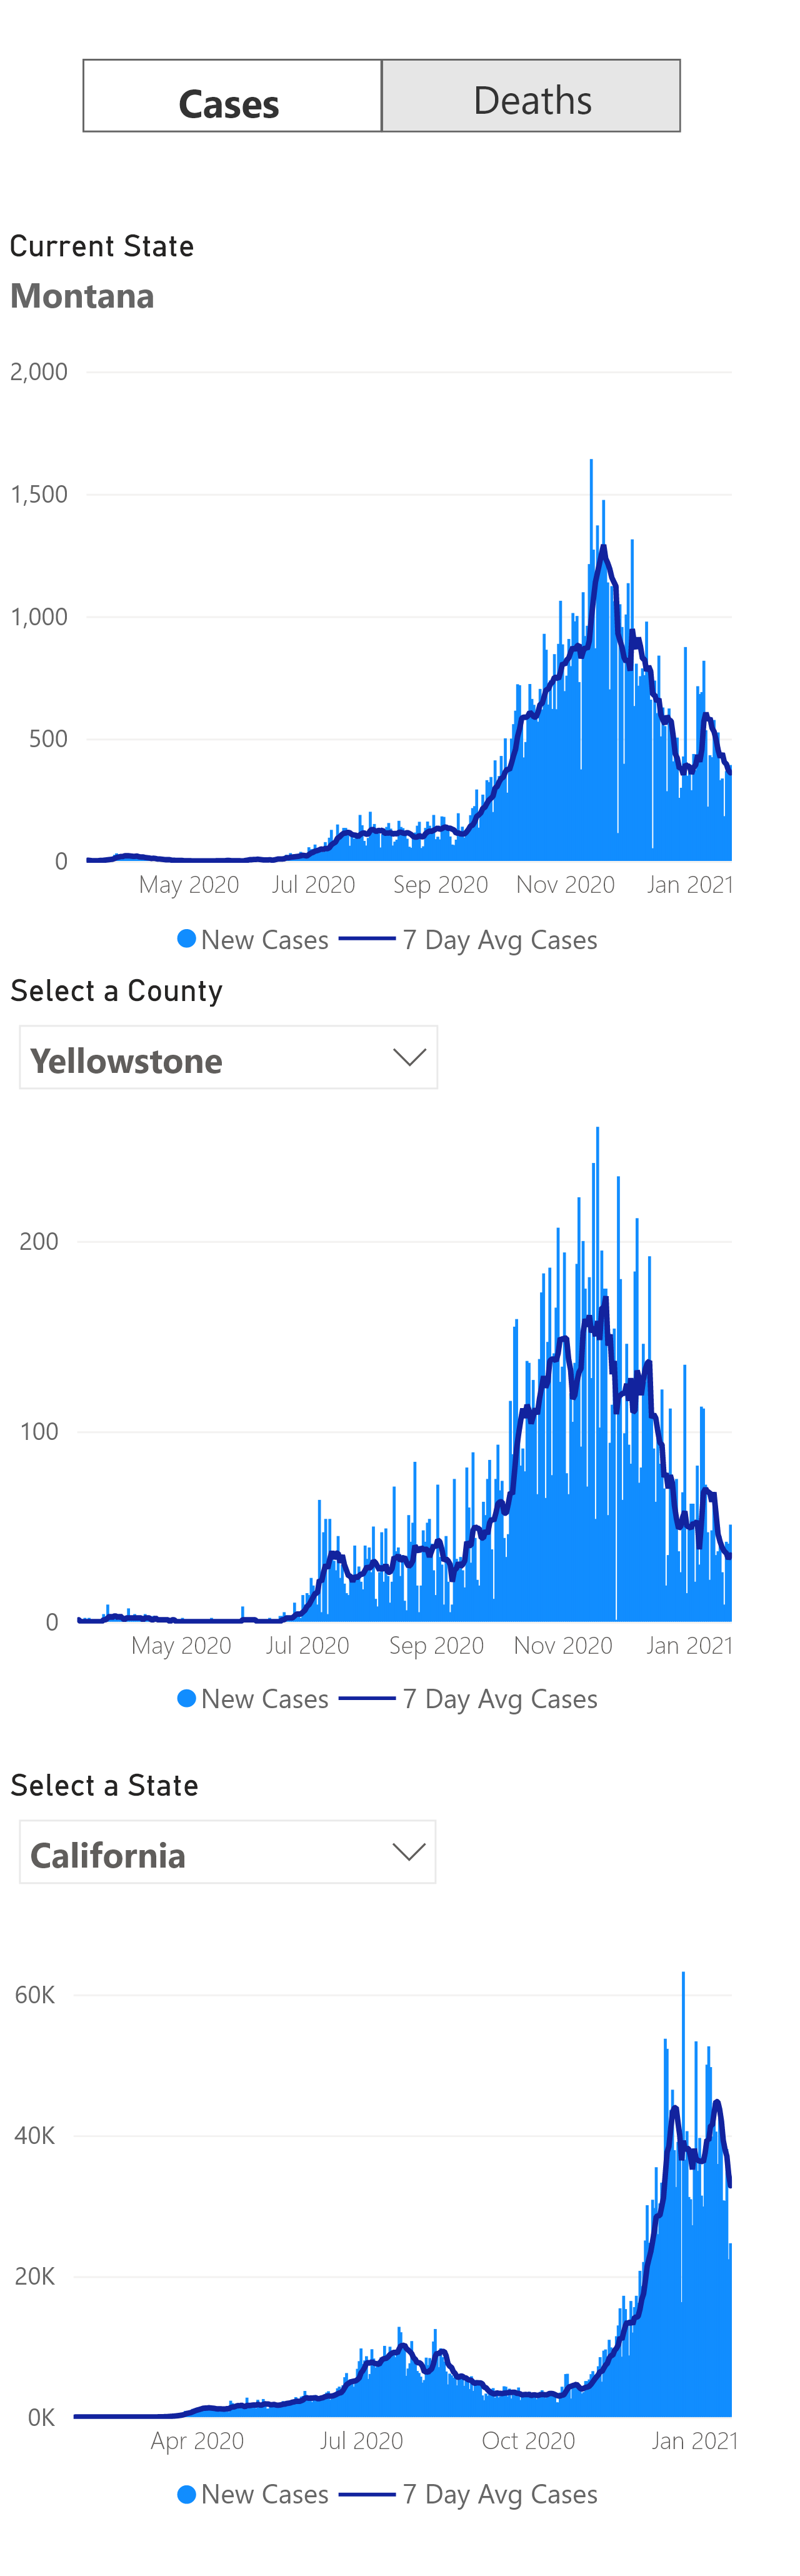 Cases Deaths
Current State
Montana
2,000
1,500
1,000
500
0
May 2020 Jul 2020 Sep 2020 Nov 2020 Jan 2021
New Cases 7 Day Avg Cases
Select a County
Yellowstone
200
100
0
May 2020 Jul 2020 Sep 2020 Nov 2020 Jan 2021
New Cases 7 Day Avg Cases
Select a State
California
60K
40K
20K
0K
Apr 2020 Jul 2020 Oct 2020 Jan 2021
New Cases 7 Day Avg Cases